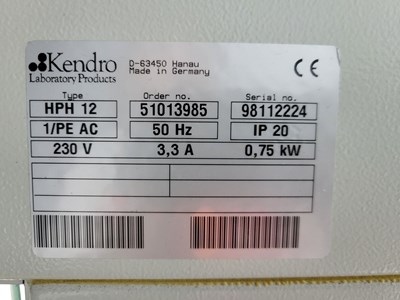 Kendro
Laboratory Products
D-63450 Hanau
Made in Germany
CE
Type Order no. Serial no.
HPH 12 51013985 98112224
1/PE AC 50 Hz IP 20
230 V 3,3 A 0,75 kW